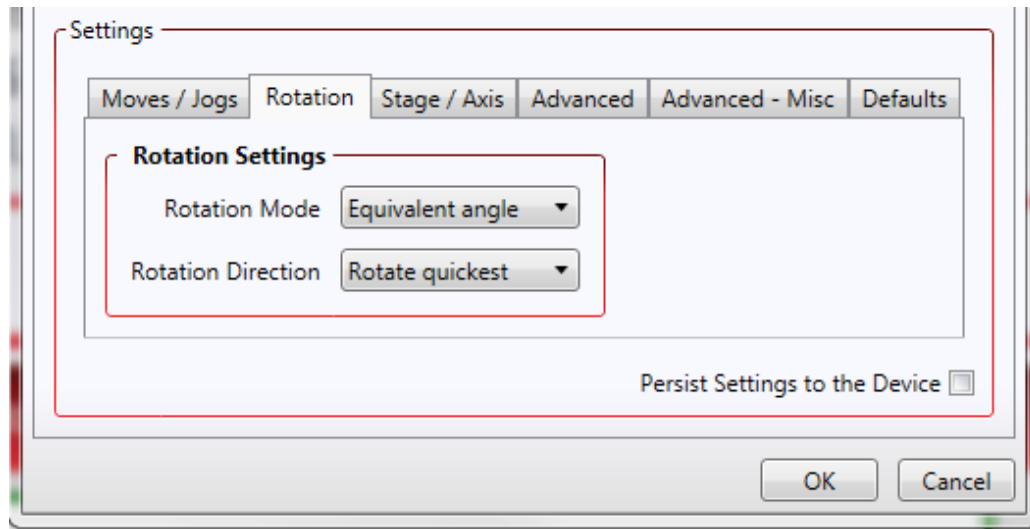 Settings
Moves / Jogs Rotation Stage / Axis Advanced Advanced - Misc Defaults
Rotation Settings
Rotation Mode Equivalent angle
Rotation Direction Rotate quickest
Persist Settings to the Device
OK Cancel